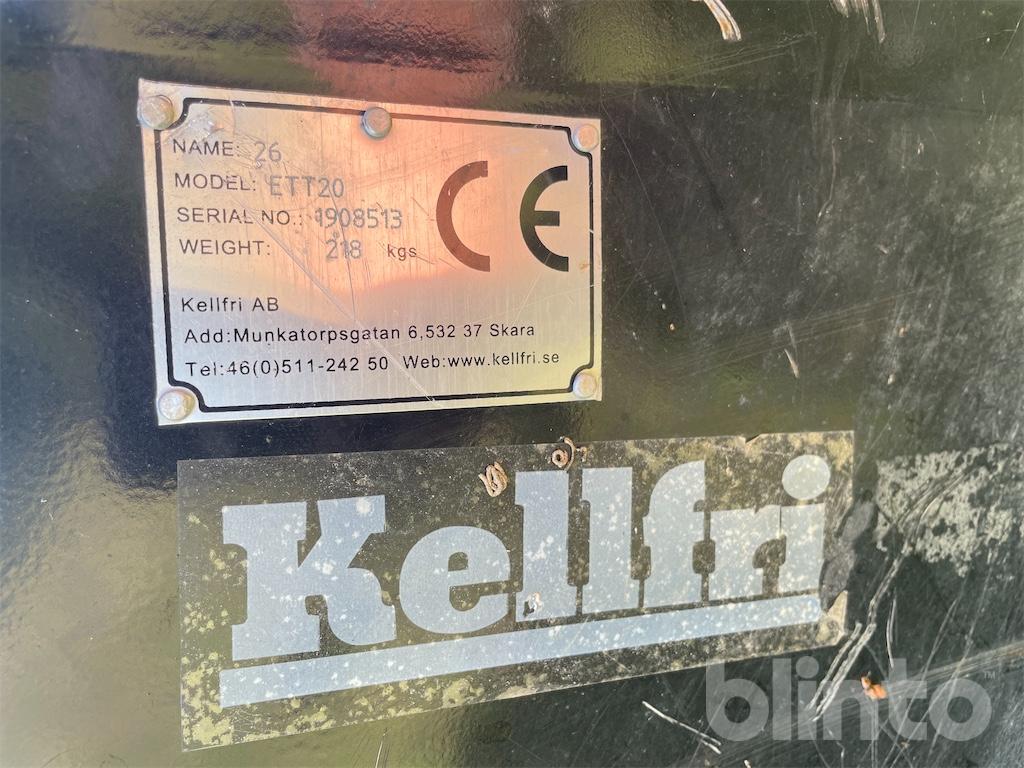 NAME: 26
MODEL: ETT20
SERIAL NO.: 1908513
WEIGHT: 218 kgs
CE
Kellfri AB
Add:Munkatorpsgatan 6,532 37 Skara
Tel:46(0)511-242 50 Web:www.kellfri.se
Kellfri
blinto™